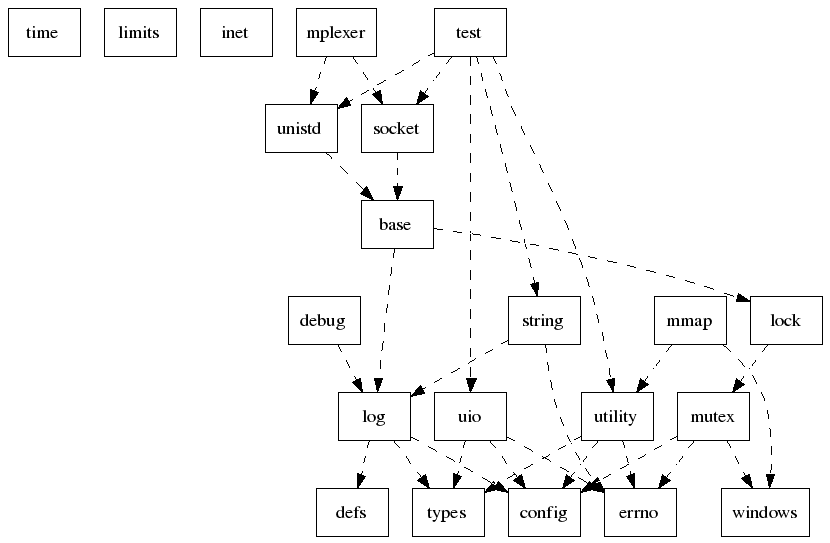 time limits inet mplexer test
unistd socket
base
debug string mmap lock
log uio utility mutex
defs types config errno windows